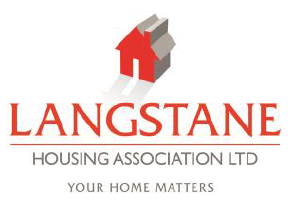 LANGSTANE
HOUSING ASSOCIATION LTD
YOUR HOME MATTERS